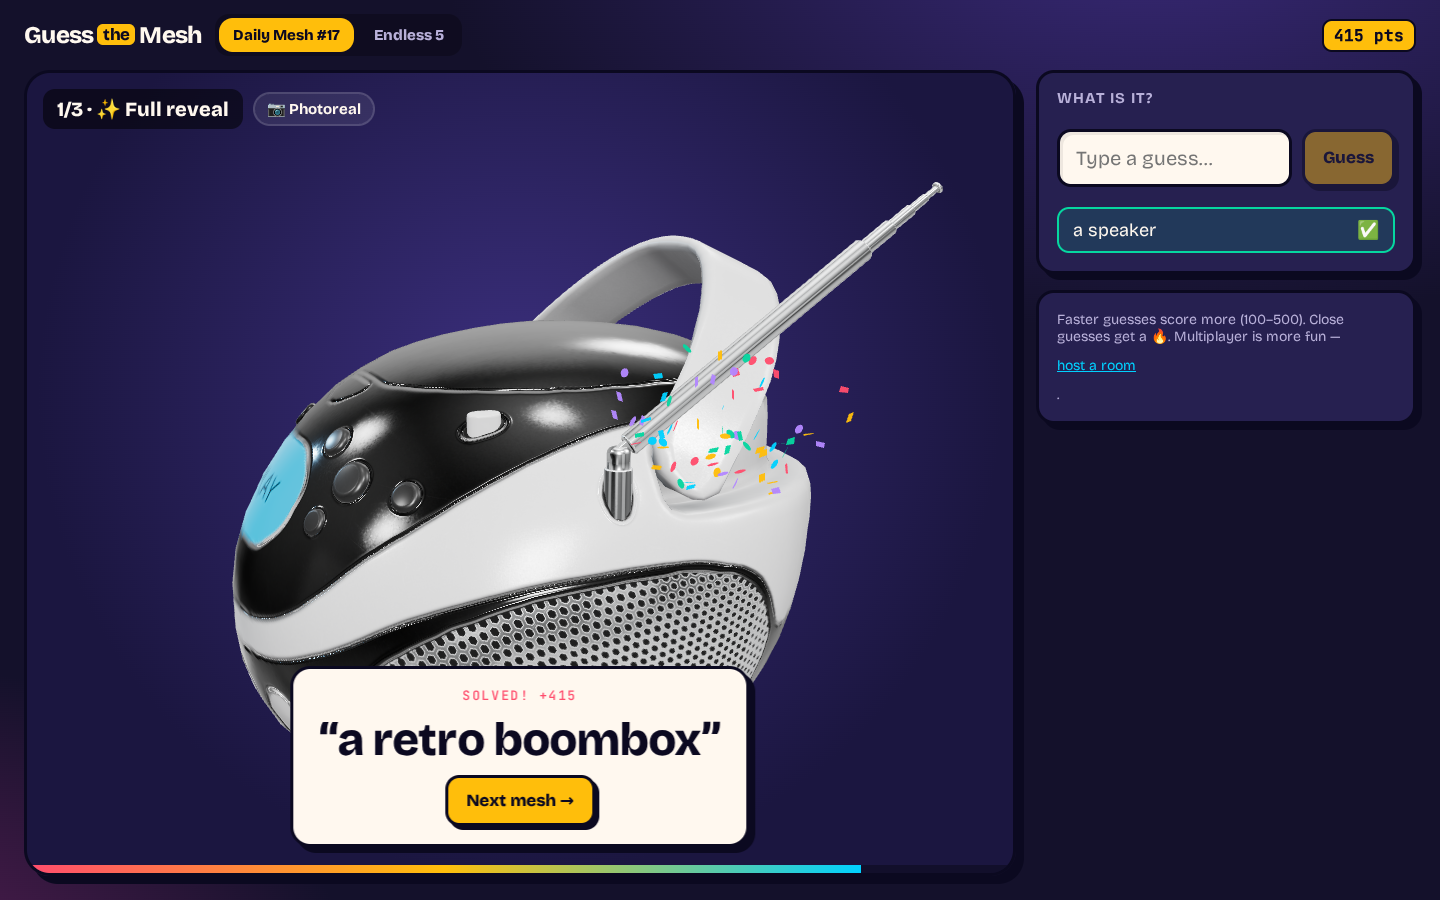 Guess the Mesh
Daily Mesh #17
Endless 5
415 pts
1/3 · ✨ Full reveal
📷 Photoreal
WHAT IS IT?
Type a guess...
Guess
a speaker ✅
Faster guesses score more (100–500). Close
guesses get a 🔥. Multiplayer is more fun —
host a room
.
SOLVED! +415
“a retro boombox”
Next mesh →